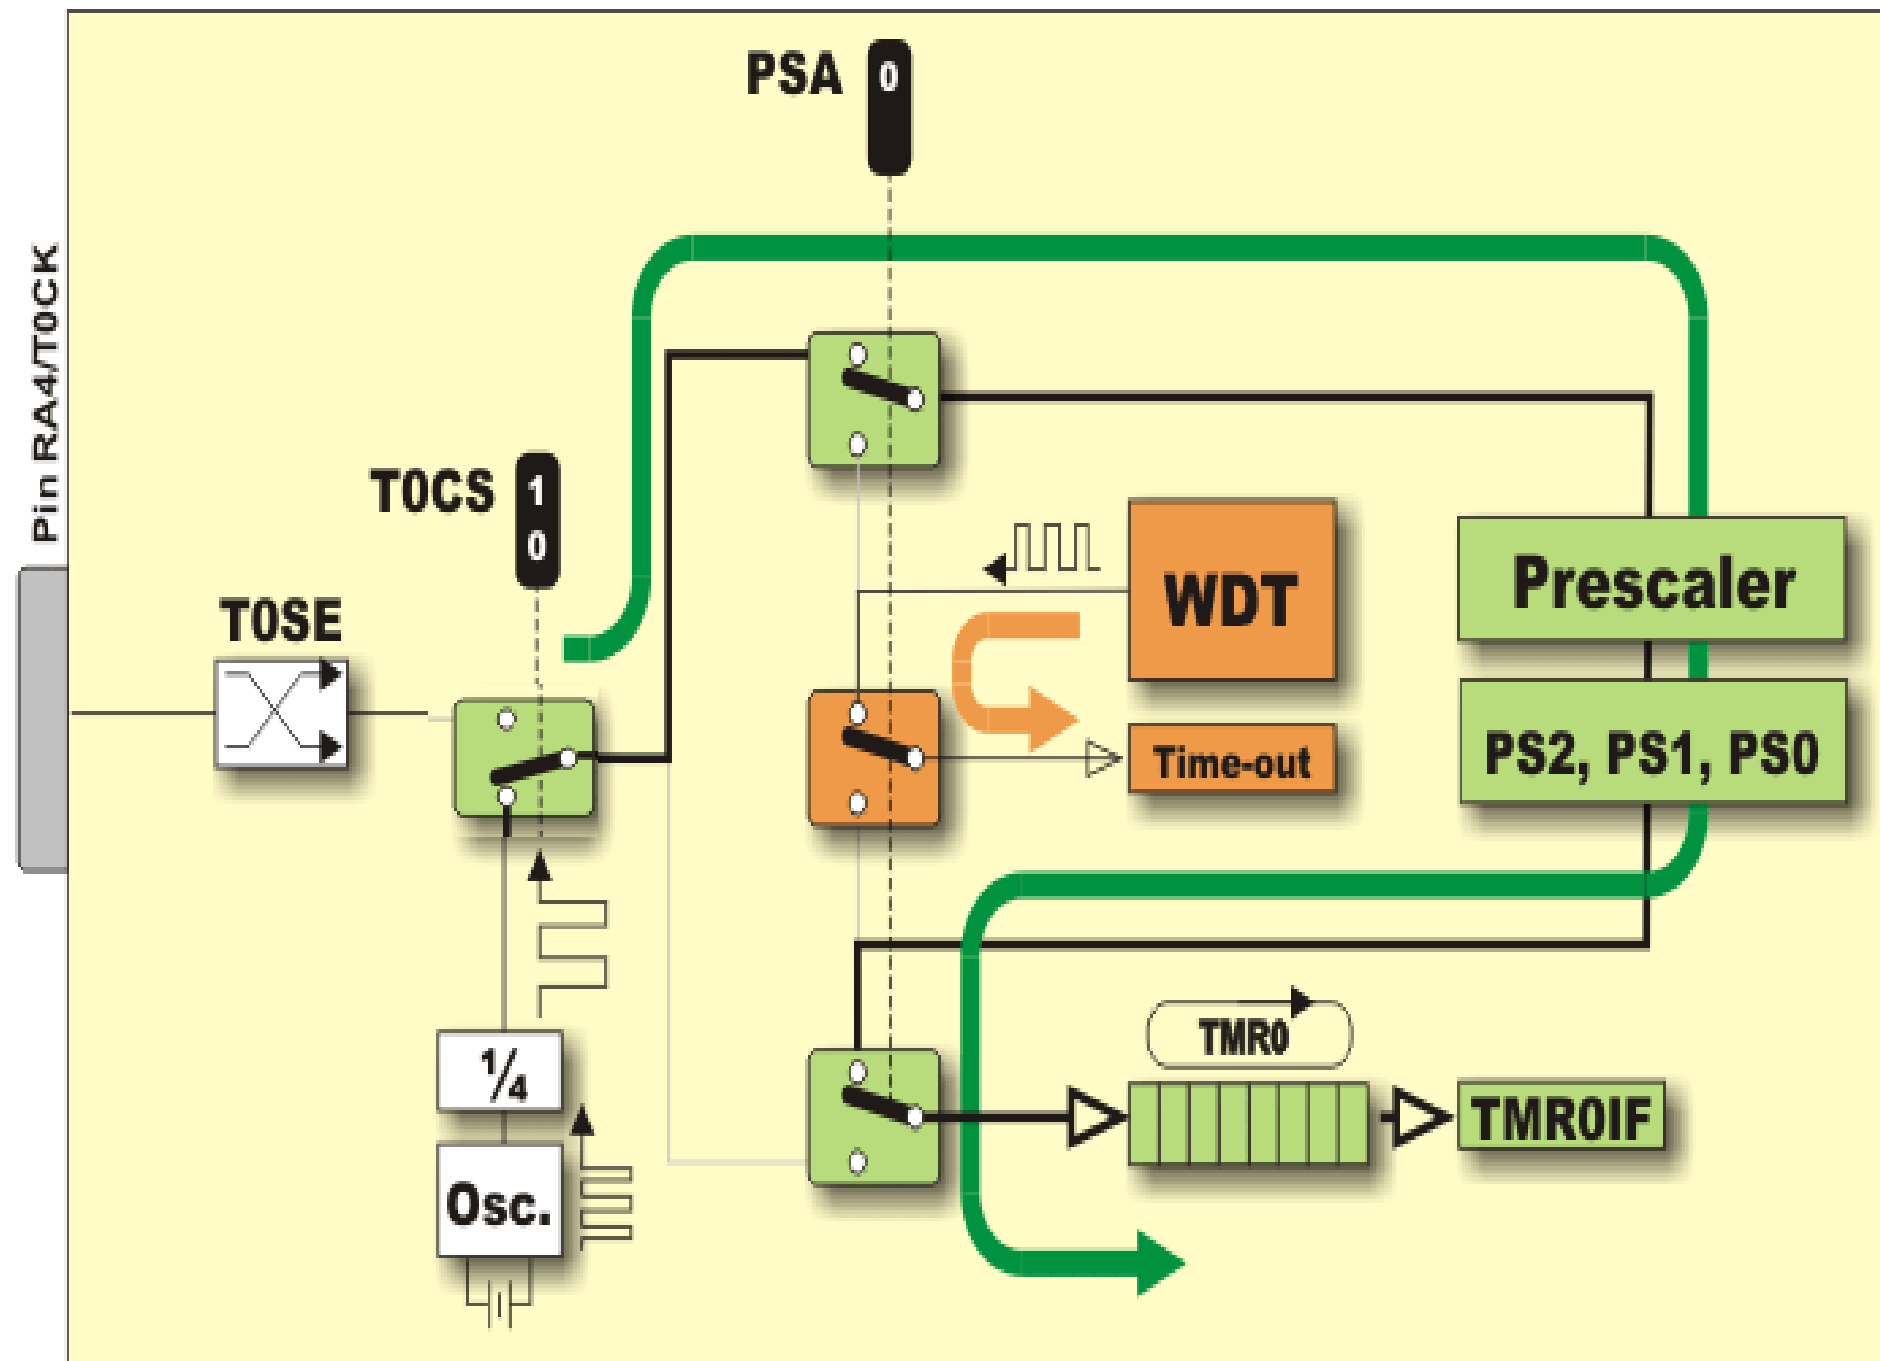 PSA 0
Pin RA4/T0CK
T0CS 1
0
T0SE
WDT
Prescaler
Time-out
PS2, PS1, PS0
1/4
TMR0
TMR0IF
Osc.